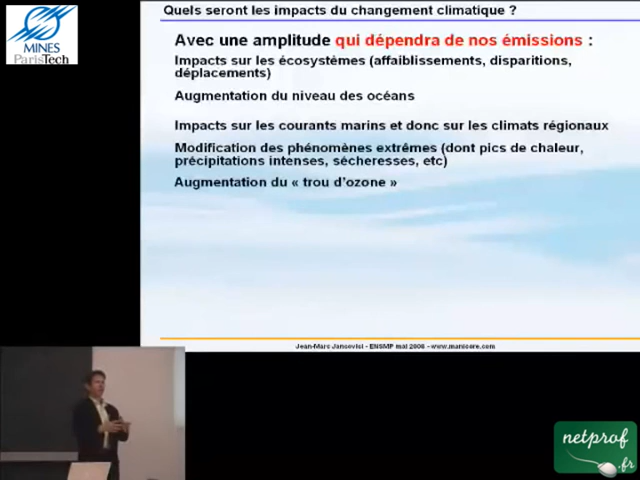 MINES
ParisTech
Quels seront les impacts du changement climatique ?
Avec une amplitude qui dépendra de nos émissions :
Impacts sur les écosystèmes (affaiblissements, disparitions,
déplacements)
Augmentation du niveau des océans
Impacts sur les courants marins et donc sur les climats régionaux
Modification des phénomènes extrêmes (dont pics de chaleur,
précipitations intenses, sécheresses, etc)
Augmentation du « trou d'ozone »
Jean-Marc Jancovici - ENSMP mai 2006 - www.manicore.com
netprof
.fr